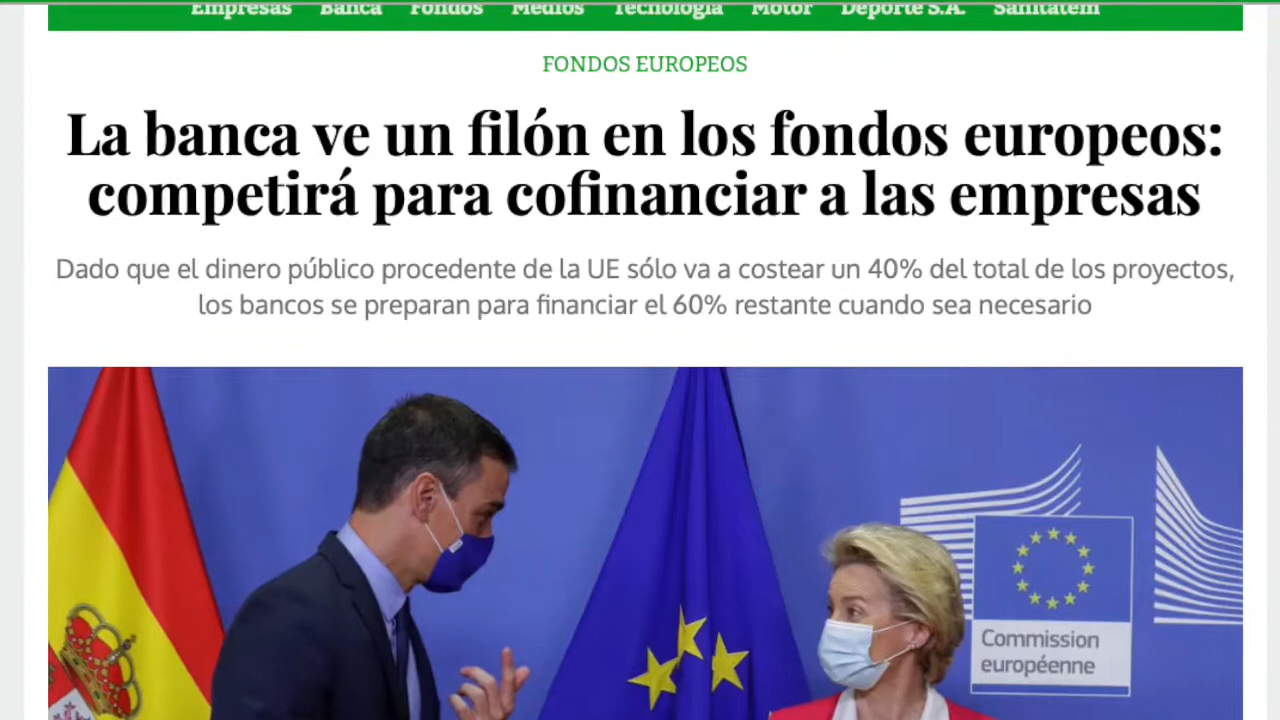 Empresas Banca Fondos Medios Tecnología Motor Deporte S.A. Sanitatem
FONDOS EUROPEOS
La banca ve un filón en los fondos europeos:
competirá para cofinanciar a las empresas
Dado que el dinero público procedente de la UE sólo va a costear un 40% del total de los proyectos,
los bancos se preparan para financiar el 60% restante cuando sea necesario
Commission
européenne